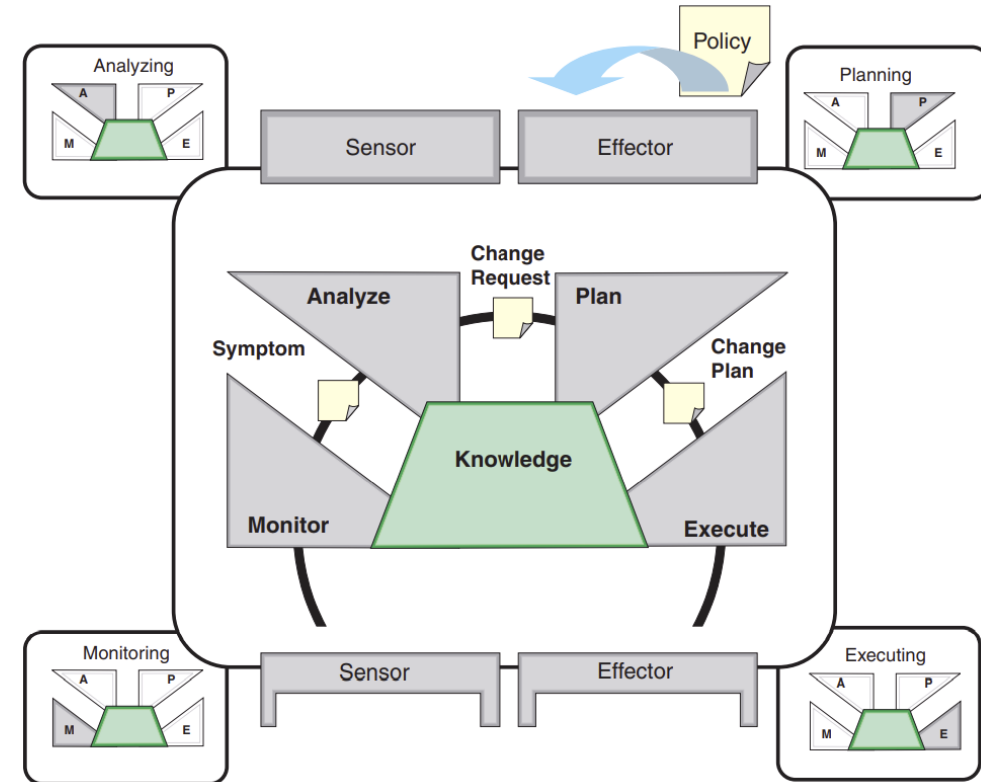 Policy
Analyzing
A
P
M
E
Planning
A
P
M
E
Sensor
Effector
Change
Request
Analyze
Plan
Symptom
Change
Plan
Knowledge
Monitor
Execute
Monitoring
A
P
M
E
Sensor
Effector
Executing
A
P
M
E